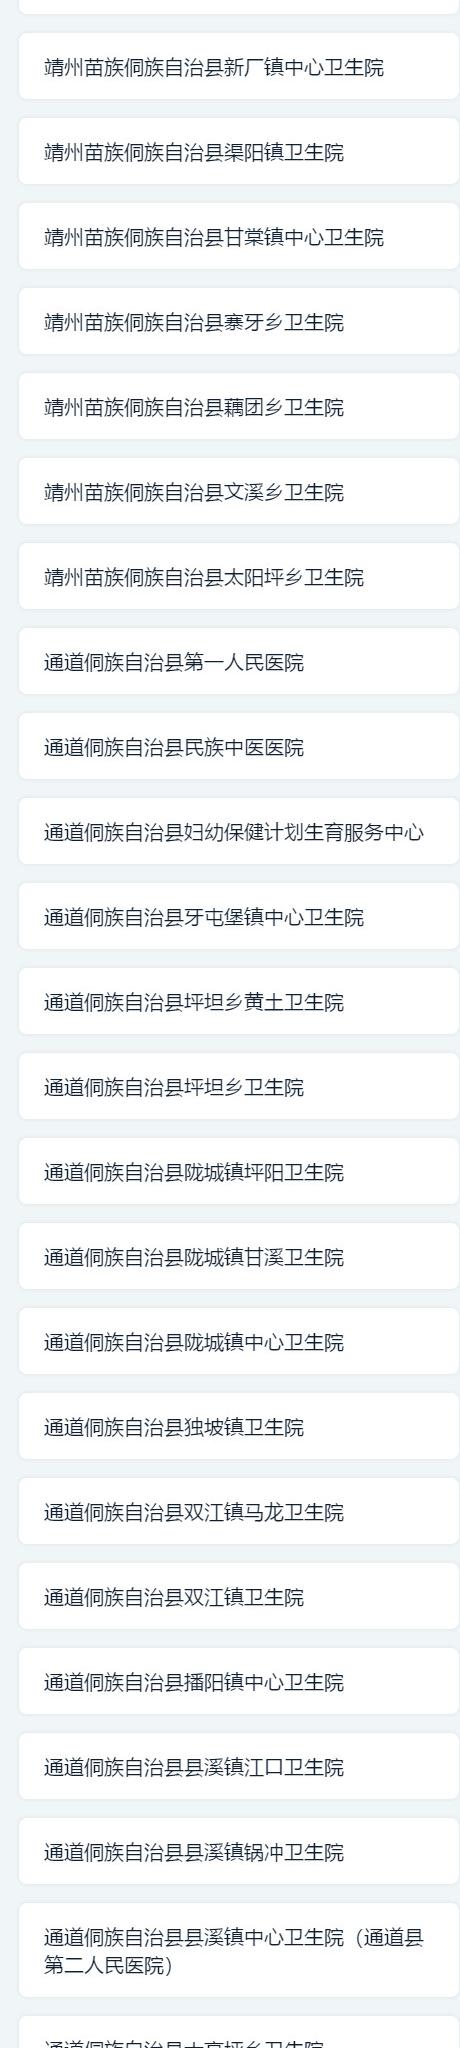 靖州苗族侗族自治县新厂镇中心卫生院
靖州苗族侗族自治县渠阳镇卫生院
靖州苗族侗族自治县甘棠镇中心卫生院
靖州苗族侗族自治县寨牙乡卫生院
靖州苗族侗族自治县藕团乡卫生院
靖州苗族侗族自治县文溪乡卫生院
靖州苗族侗族自治县太阳坪乡卫生院
通道侗族自治县第一人民医院
通道侗族自治县民族中医医院
通道侗族自治县妇幼保健计划生育服务中心
通道侗族自治县牙屯堡镇中心卫生院
通道侗族自治县坪坦乡黄土卫生院
通道侗族自治县坪坦乡卫生院
通道侗族自治县陇城镇坪阳卫生院
通道侗族自治县陇城镇甘溪卫生院
通道侗族自治县陇城镇中心卫生院
通道侗族自治县独坡镇卫生院
通道侗族自治县双江镇马龙卫生院
通道侗族自治县双江镇卫生院
通道侗族自治县播阳镇中心卫生院
通道侗族自治县县溪镇江口卫生院
通道侗族自治县县溪镇锅冲卫生院
通道侗族自治县县溪镇中心卫生院（通道县
第二人民医院）